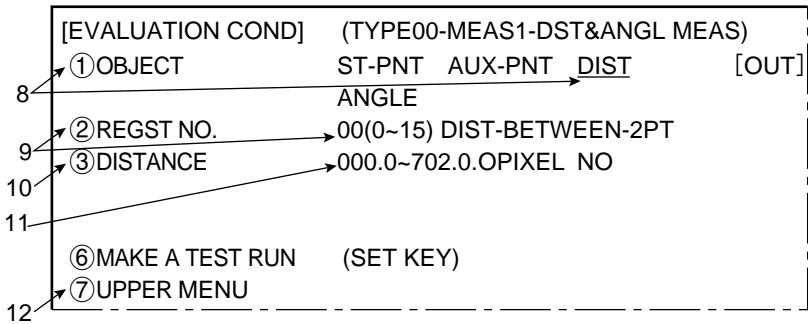 [EVALUATION COND] (TYPE00-MEAS1-DST&ANGL MEAS)
①OBJECT ST-PNT AUX-PNT DIST [OUT]
8
ANGLE
②REGST NO. 00(0~15) DIST-BETWEEN-2PT
9
③DISTANCE 000.0~702.0.OPIXEL NO
10
11
⑥MAKE A TEST RUN (SET KEY)
⑦UPPER MENU
12